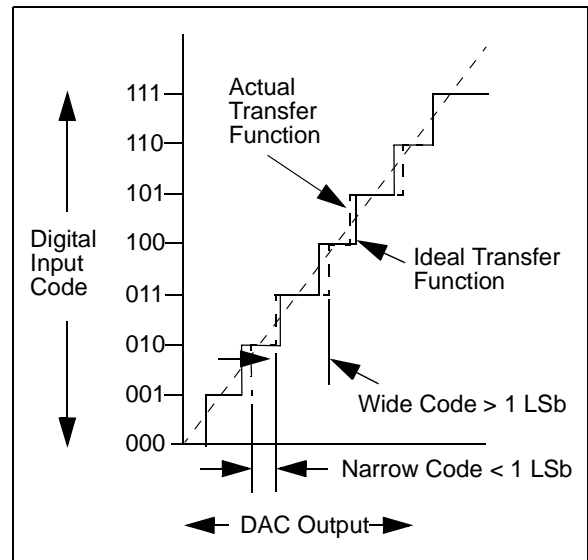 Actual
Transfer
Function
111
110
101
100
011
010
001
000
Digital
Input
Code
Ideal Transfer
Function
Wide Code > 1 LSb
Narrow Code < 1 LSb
DAC Output